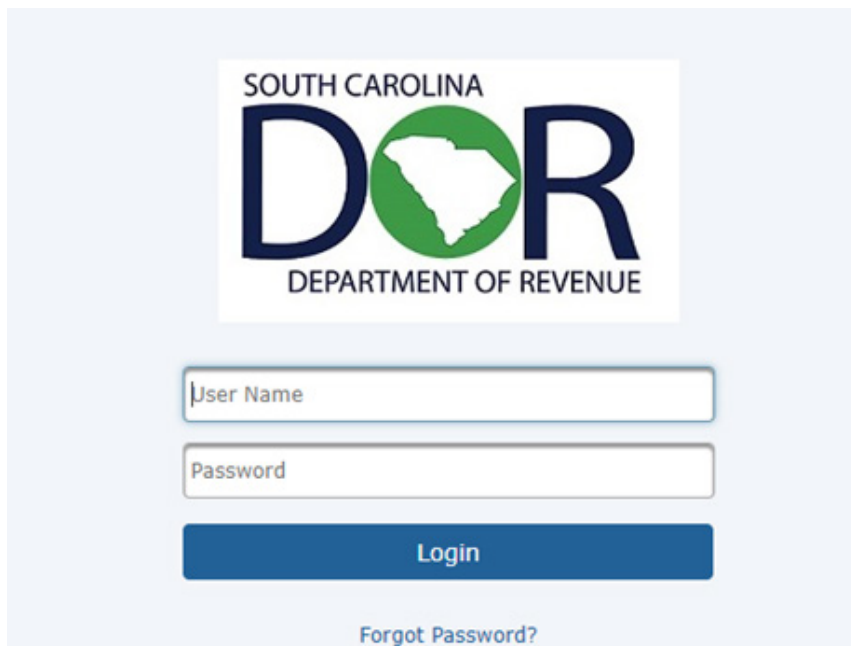 SOUTH CAROLINA
DOR
DEPARTMENT OF REVENUE
User Name
Password
Login
Forgot Password?